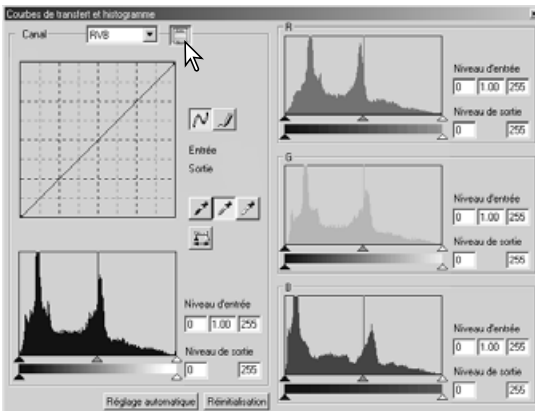 Courbes de transfert et histogramme
Canal
RVB
Entrée
Sortie
Niveau d'entrée
0 1.00 255
Niveau de sortie
0 255
Réglage automatique Réinitialisation
R
Niveau d'entrée
0 1.00 255
Niveau de sortie
0 255
G
Niveau d'entrée
0 1.00 255
Niveau de sortie
0 255
B
Niveau d'entrée
0 1.00 255
Niveau de sortie
0 255